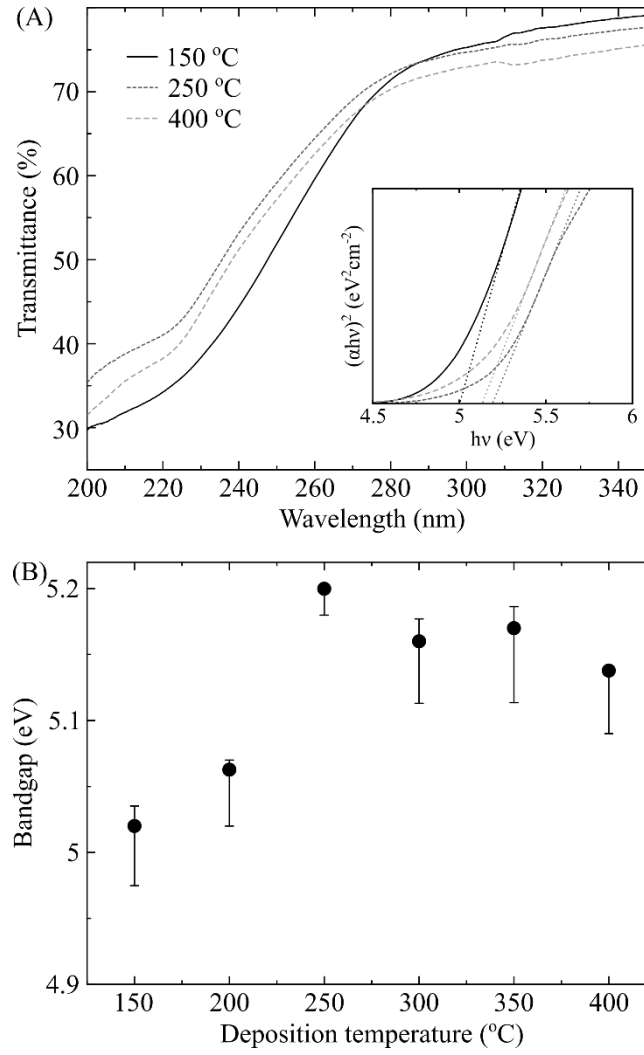 (A)
150 °C
250 °C
400 °C
70
60
50
40
30
Transmittance (%)
200 220 240 260 280 300 320 340
Wavelength (nm)
(αhν)² (eV²cm⁻²)
4.5 5 5.5 6
hν (eV)
(B)
5.2
5.1
5
4.9
Bandgap (eV)
150 200 250 300 350 400
Deposition temperature (°C)